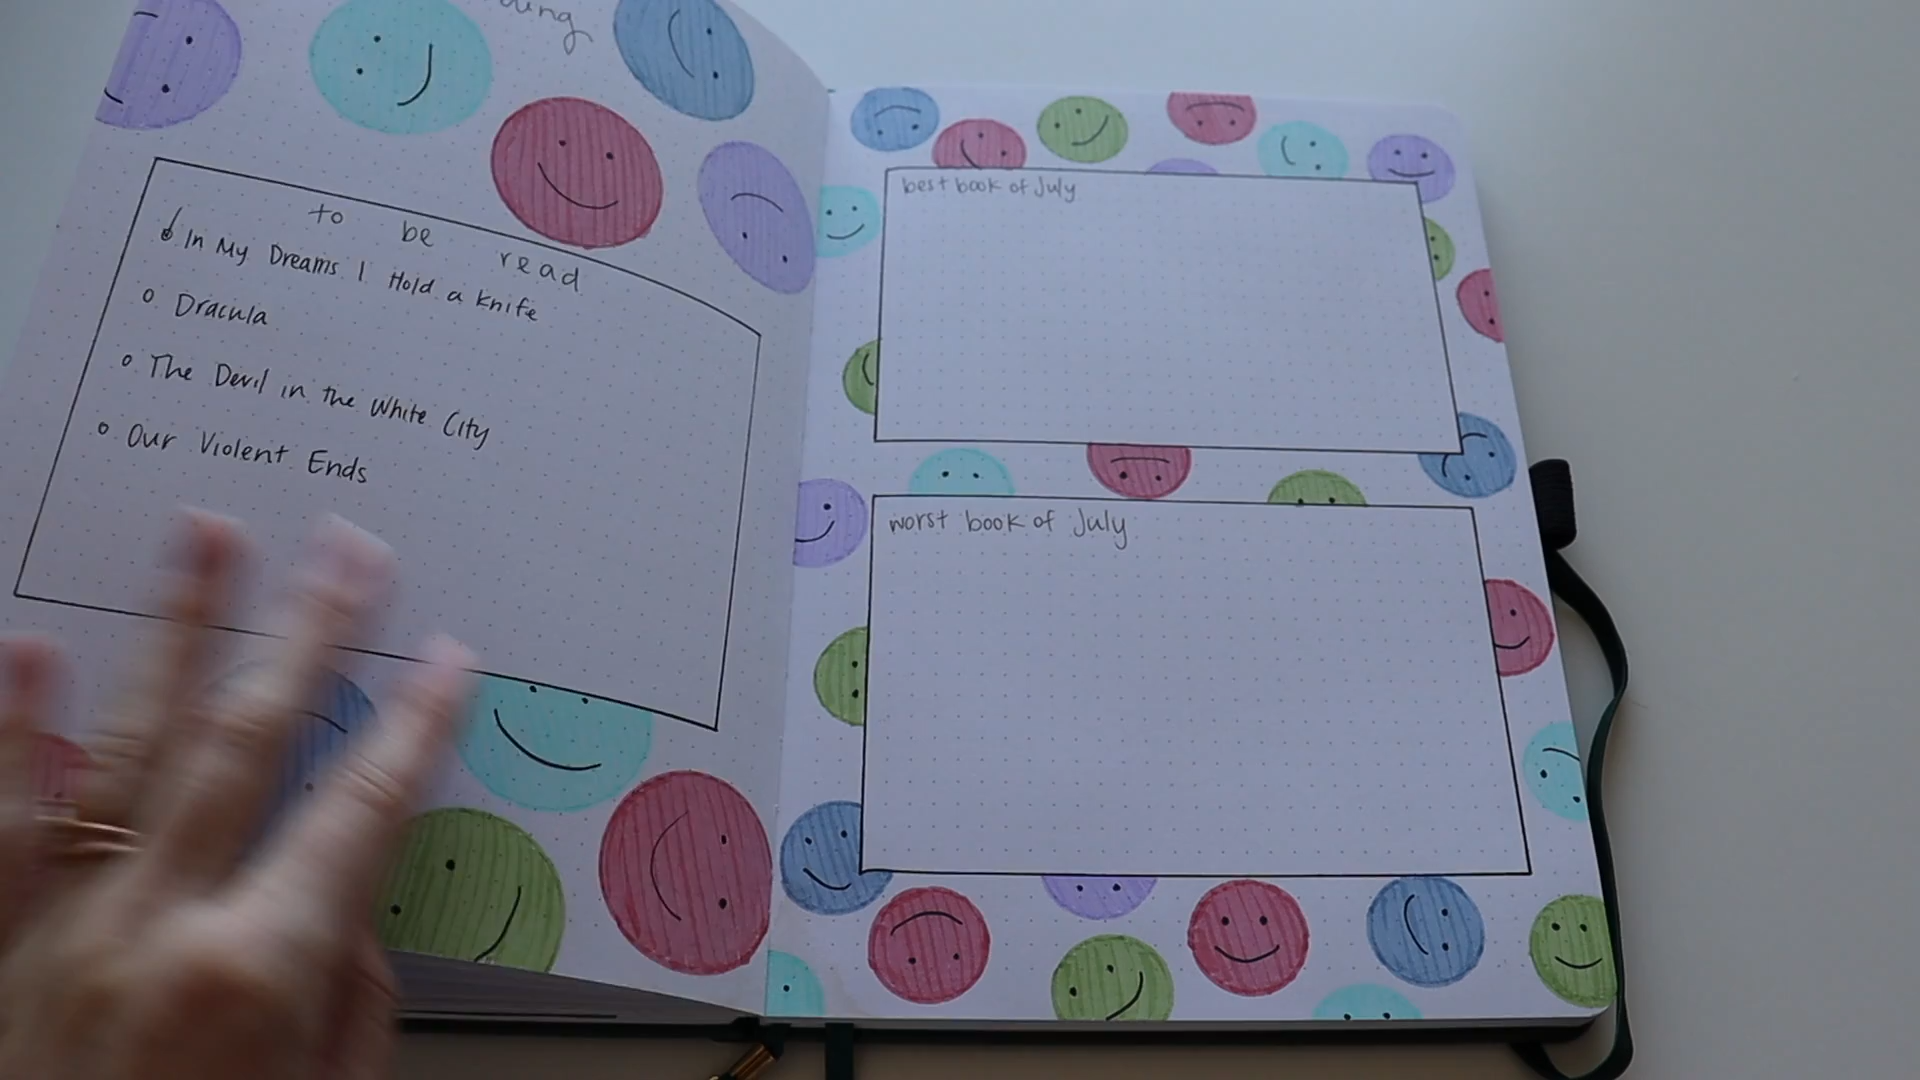 to be read
In My Dreams I Hold a Knife
Dracula
The Devil in the White City
Our Violent Ends
best book of July
worst book of July